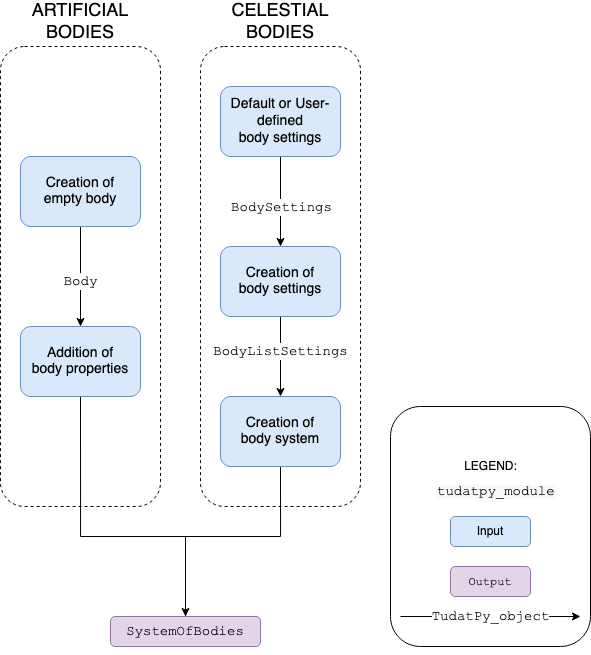 ARTIFICIAL
BODIES
CELESTIAL
BODIES
Creation of
empty body
Body
Addition of
body properties
Default or User-
defined
body settings
BodySettings
Creation of
body settings
BodyListSettings
Creation of
body system
SystemOfBodies
LEGEND:
tudatpy_module
Input
Output
TudatPy_object